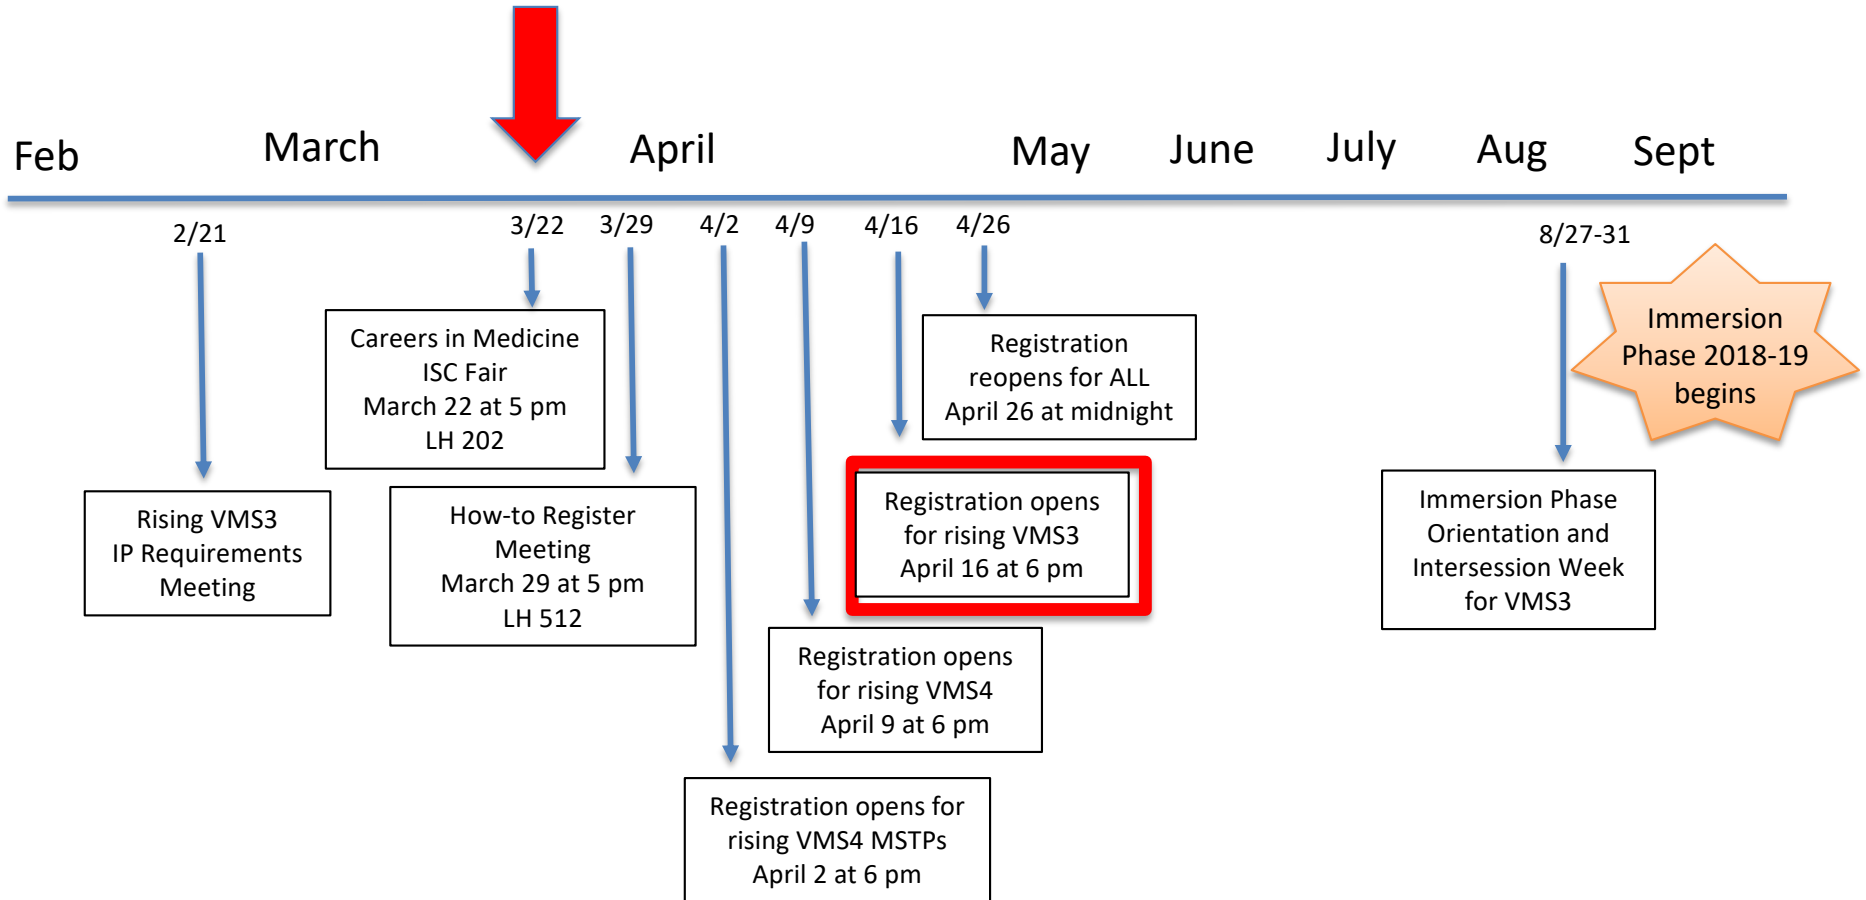 Feb
March
April
May
June
July
Aug
Sept
2/21
3/22
3/29
4/2
4/9
4/16
4/26
8/27-31
Rising VMS3
IP Requirements
Meeting
Careers in Medicine
ISC Fair
March 22 at 5 pm
LH 202
How-to Register
Meeting
March 29 at 5 pm
LH 512
Registration opens for
rising VMS4 MSTPs
April 2 at 6 pm
Registration opens
for rising VMS4
April 9 at 6 pm
Registration opens
for rising VMS3
April 16 at 6 pm
Registration
reopens for ALL
April 26 at midnight
Immersion Phase
Orientation and
Intersession Week
for VMS3
Immersion
Phase 2018-19
begins